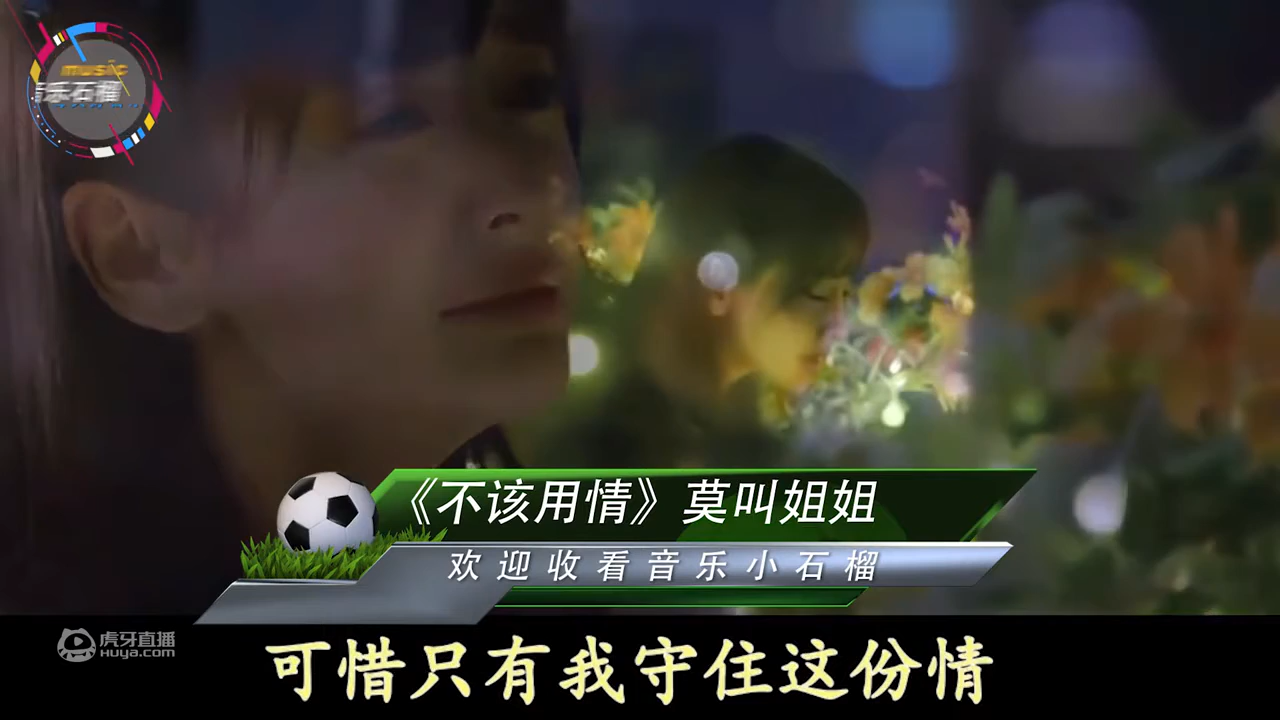 music
音乐石榴
《不该用情》莫叫姐姐
欢迎收看音乐小石榴
虎牙直播
HUYA.COM
可惜只有我守住这份情